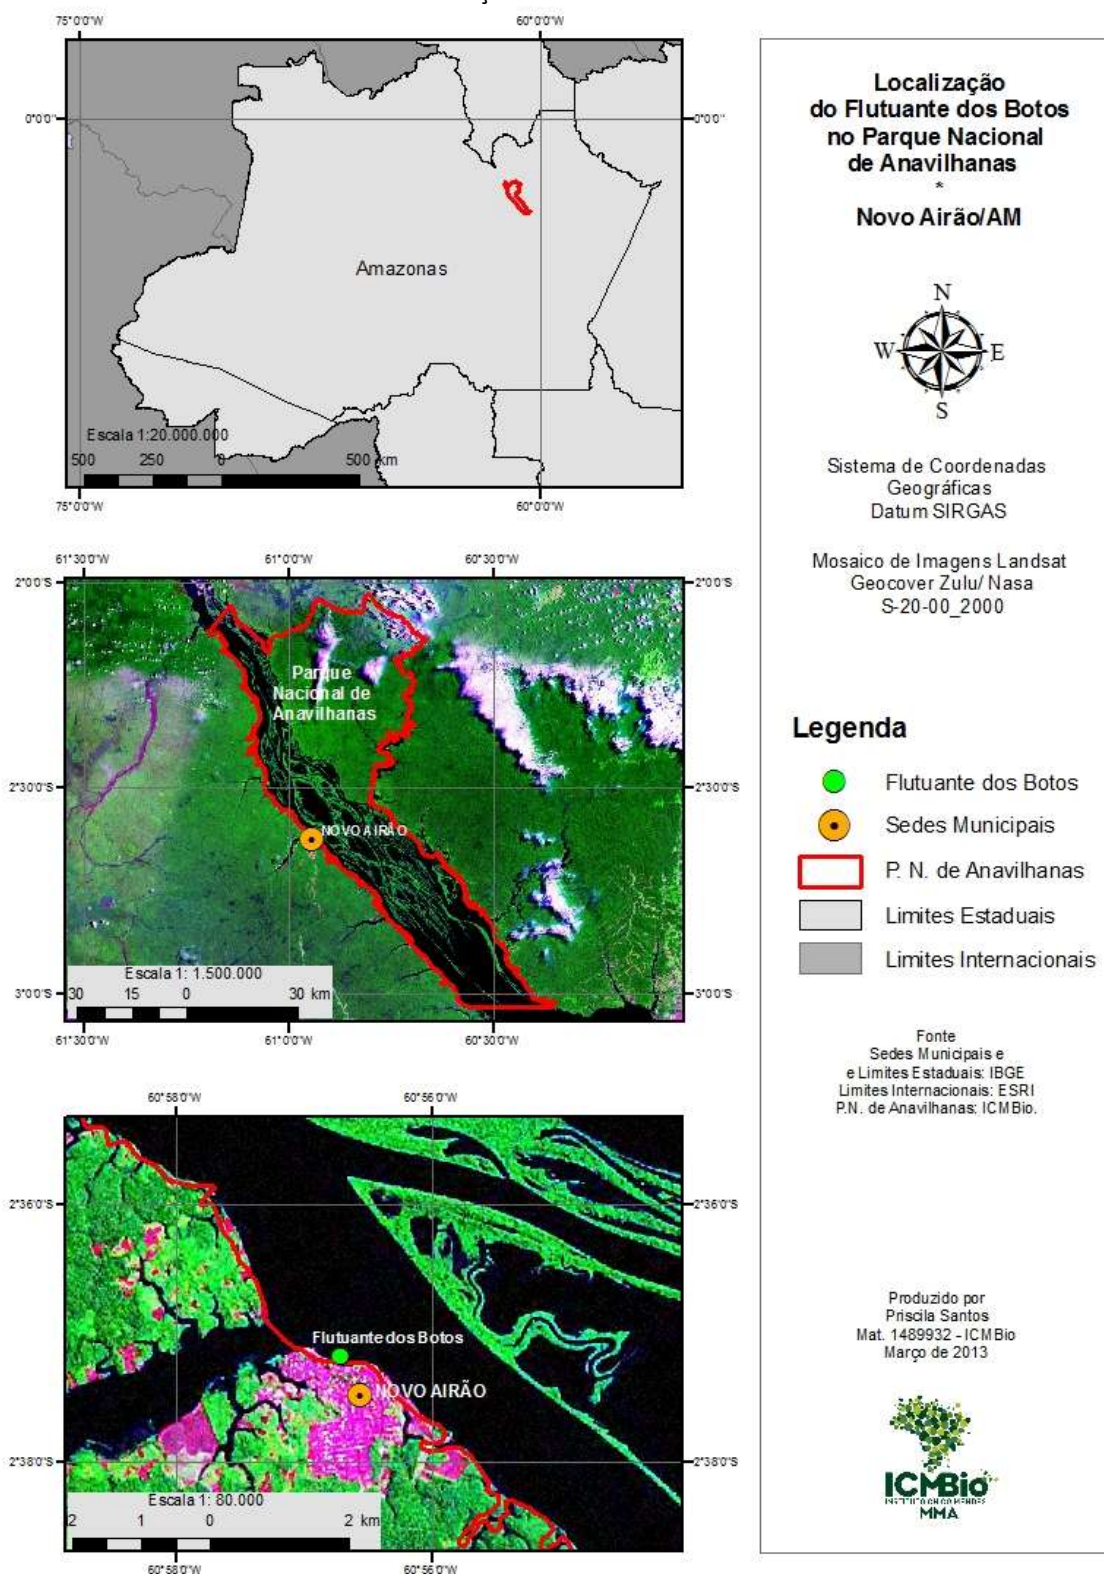 75°0'0"W
60°0'0"W
0°0'0"
0°0'0"
Amazonas
Escala 1:20.000.000
500 250 0 500 km
75°0'0"W
60°0'0"W
61°30'0"W
61°0'0"W
60°30'0"W
2°0'0"S
2°0'0"S
Parque
Nacional de
Anavilhanas
2°30'0"S
2°30'0"S
NOVO AIRÃO
Escala 1: 1.500.000
30 15 0 30 km
3°0'0"S
3°0'0"S
61°30'0"W
61°0'0"W
60°30'0"W
60°58'0"W
60°56'0"W
2°36'0"S
2°36'0"S
Flutuante dos Botos
NOVO AIRÃO
2°38'0"S
2°38'0"S
Escala 1: 80.000
2 1 0 2 km
60°58'0"W
60°56'0"W
Localização
do Flutuante dos Botos
no Parque Nacional
de Anavilhanas
*
Novo Airão/AM
N
W E
S
Sistema de Coordenadas
Geográficas
Datum SIRGAS
Mosaico de Imagens Landsat
Geocover Zulu/ Nasa
S-20-00_2000
Legenda
Flutuante dos Botos
Sedes Municipais
P. N. de Anavilhanas
Limites Estaduais
Limites Internacionais
Fonte
Sedes Municipais e
e Limites Estaduais: IBGE
Limites Internacionais: ESRI
P.N. de Anavilhanas: ICMBio.
Produzido por
Priscila Santos
Mat. 1489932 - ICMBio
Março de 2013
ICMBio
INSTITUTO CHICO MENDES
MMA